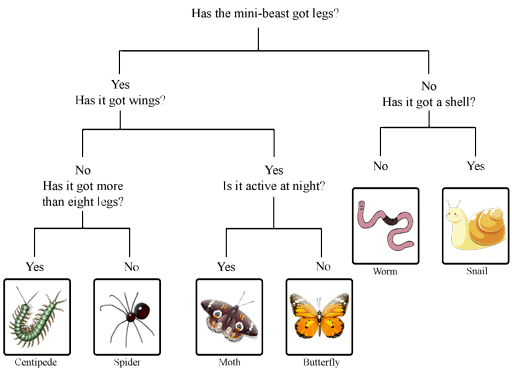 Has the mini-beast got legs?
Yes
Has it got wings?
No
Has it got a shell?
No
Has it got more
than eight legs?
Yes
Is it active at night?
No
Yes
Yes
No
Yes
No
Worm
Snail
Centipede
Spider
Moth
Butterfly